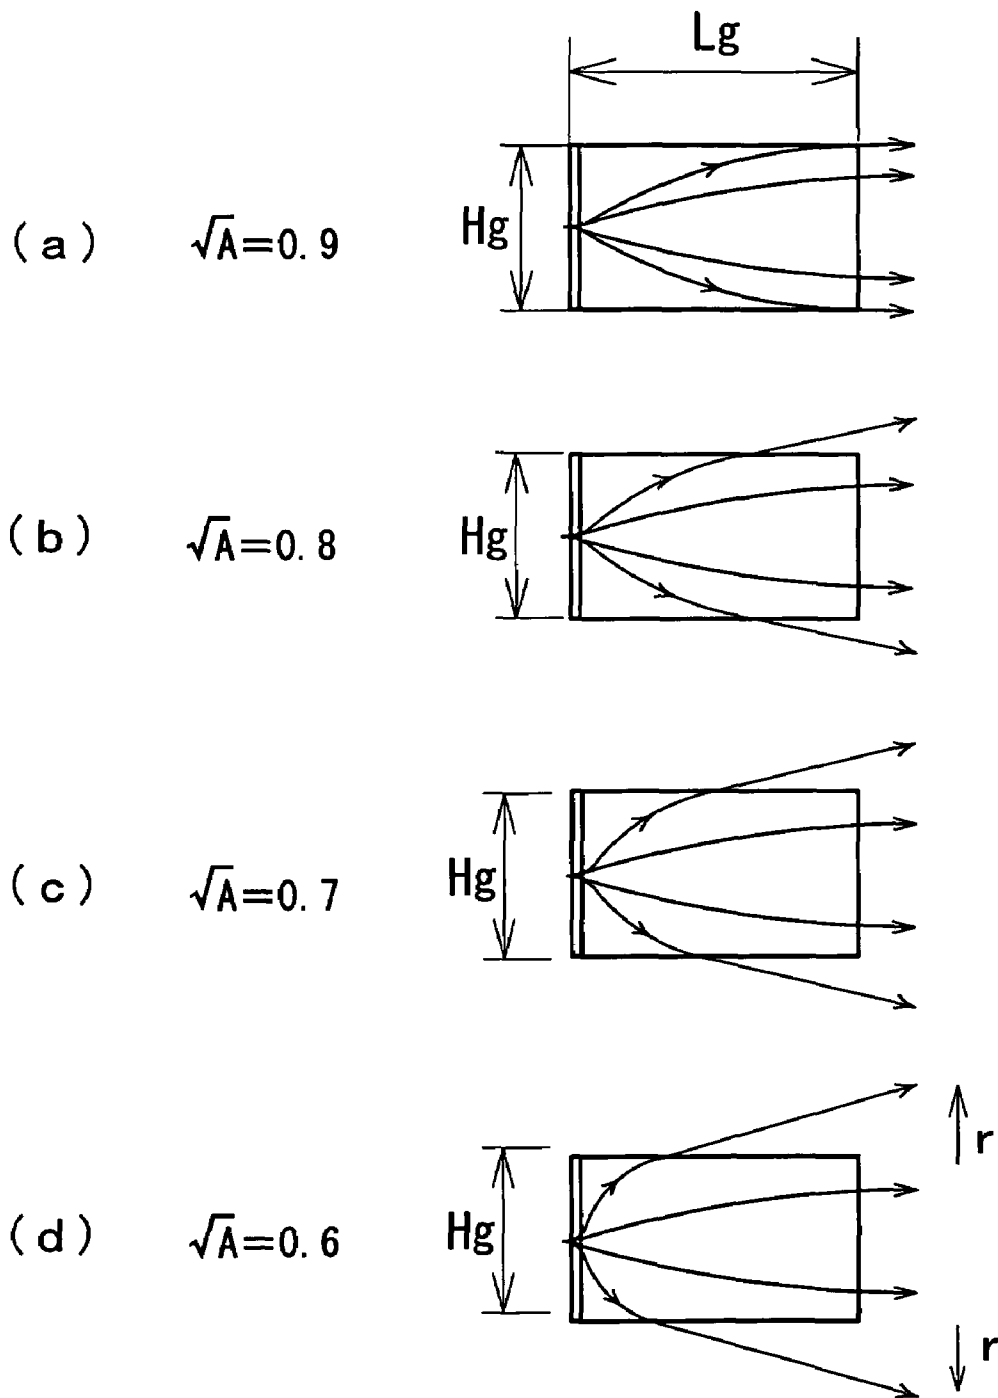 Lg
(a) √A=0.9 Hg
(b) √A=0.8 Hg
(c) √A=0.7 Hg
(d) √A=0.6 Hg
r
r